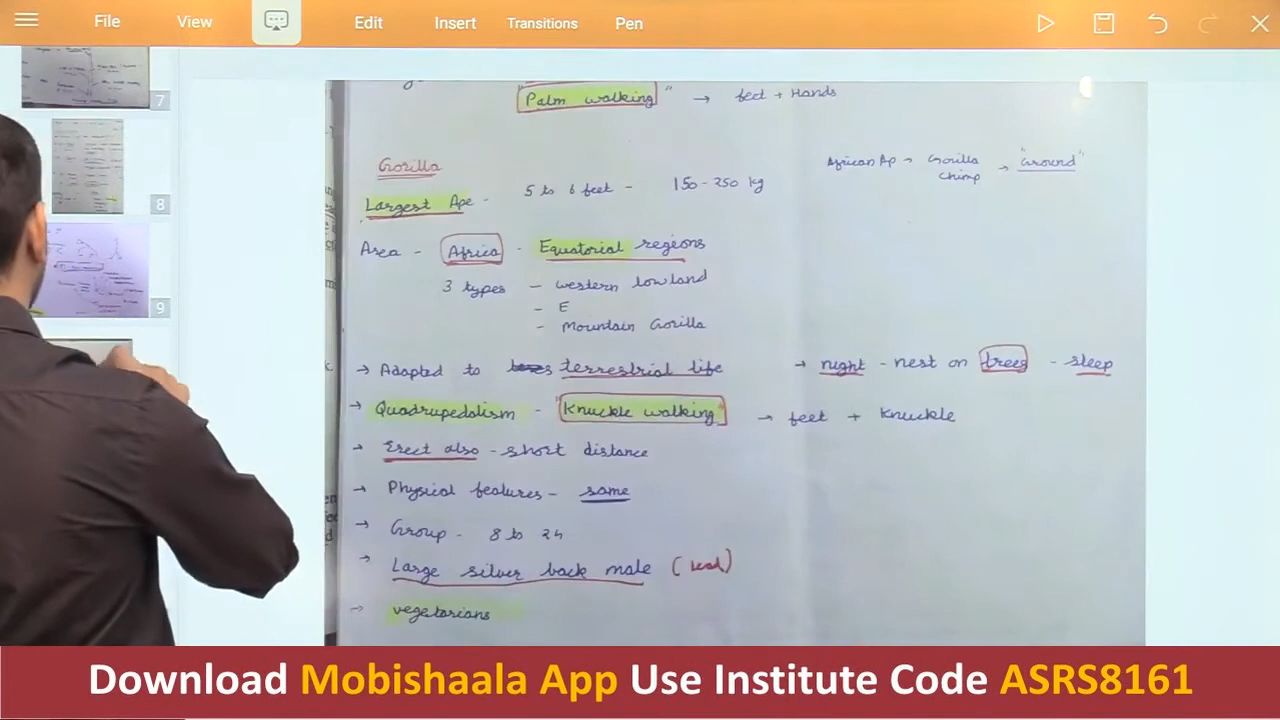 File View Edit Insert Transitions Pen
7
8
9
"Palm walking" → feet + Hands
Gorilla
African Ap → Gorilla Chimp → "Ground"
Largest Ape - 5 to 6 feet - 150-250 kg
Area - Africa - Equatorial regions
3 types - western lowland
- E
- Mountain Gorilla
→ Adapted to terrestrial life → night - nest on trees - sleep
→ Quadrupedalism - "Knuckle walking" → feet + Knuckle
→ Erect also - short distance
→ Physical features - same
→ Group - 8 to 24
→ Large silver back male (lead)
→ vegetarians
Download Mobishaala App Use Institute Code ASRS8161